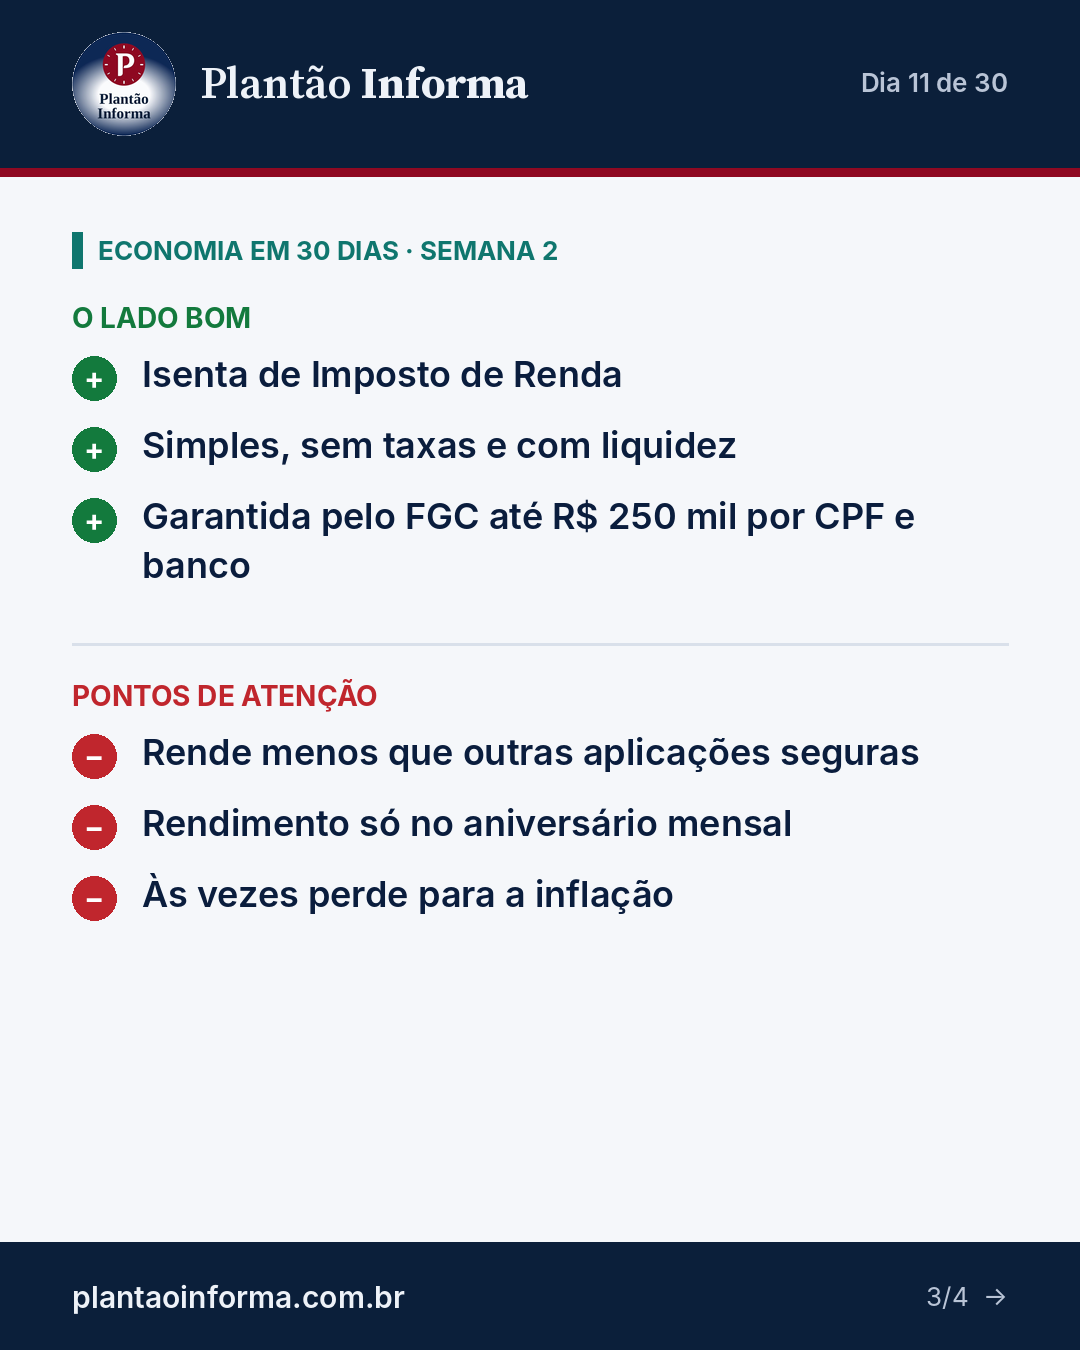 P
Plantão
Informa
Plantão Informa
Dia 11 de 30
ECONOMIA EM 30 DIAS · SEMANA 2
O LADO BOM
+ Isenta de Imposto de Renda
+ Simples, sem taxas e com liquidez
+ Garantida pelo FGC até R$ 250 mil por CPF e
banco
PONTOS DE ATENÇÃO
– Rende menos que outras aplicações seguras
– Rendimento só no aniversário mensal
– Às vezes perde para a inflação
plantaoinforma.com.br
3/4 →